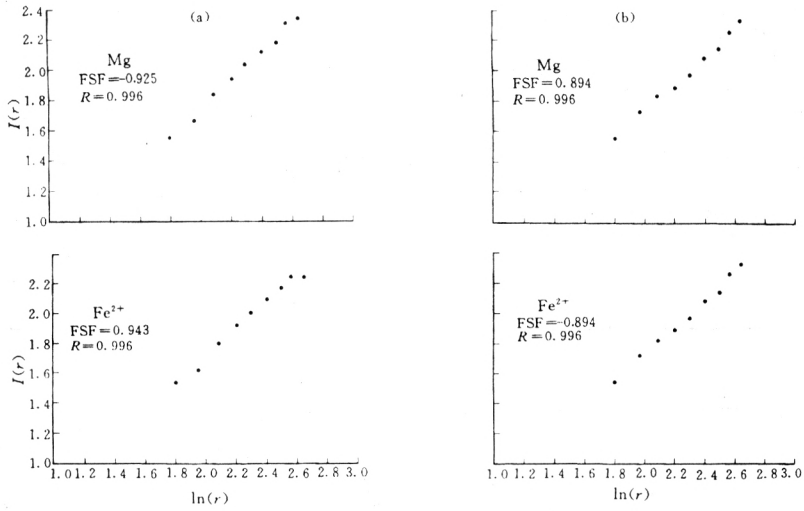 (a)
2.4
2.2
2.0
1.8
1.6
1.4
1.2
1.0
I(r)
Mg
FSF=-0.925
R=0.996
(b)
Mg
FSF=0.894
R=0.996
2.2
2.0
1.8
1.6
1.4
1.2
1.0
I(r)
Fe²⁺
FSF=0.943
R=0.996
1.0 1.2 1.4 1.6 1.8 2.0 2.2 2.4 2.6 2.8 3.0
ln(r)
Fe²⁺
FSF=-0.894
R=0.996
1.0 1.2 1.4 1.6 1.8 2.0 2.2 2.4 2.6 2.8 3.0
ln(r)